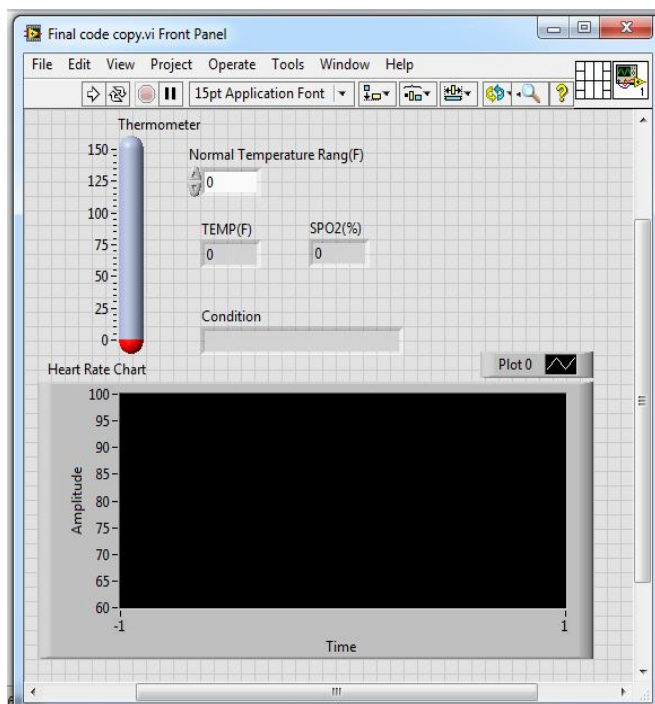 Final code copy.vi Front Panel
File Edit View Project Operate Tools Window Help
15pt Application Font
1
Thermometer
150
125
100
75
50
25
0
Normal Temperature Rang(F)
0
TEMP(F) SPO2(%)
0 0
Condition
Plot 0
Heart Rate Chart
100
95
90
85
80
75
70
65
60
Amplitude
-1 1
Time